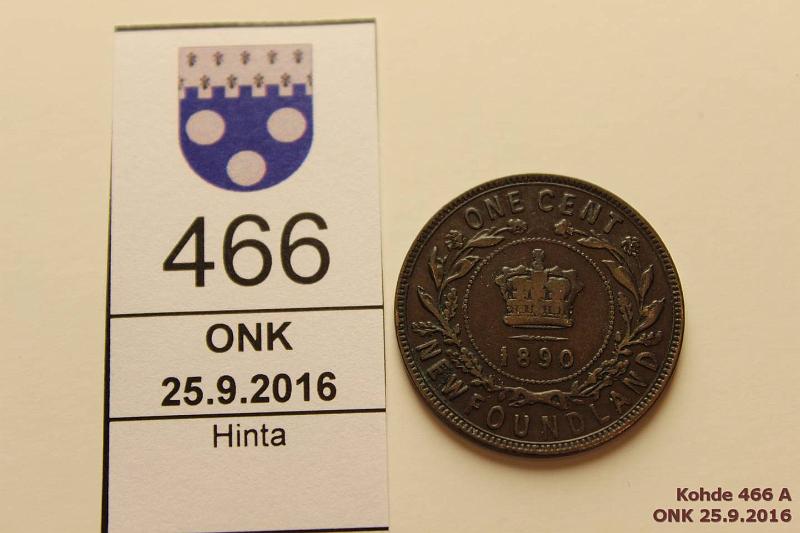 466
ONK
25.9.2016
Hinta
ONE CENT
1890
NEWFOUNDLAND
Kohde 466 A
ONK 25.9.2016